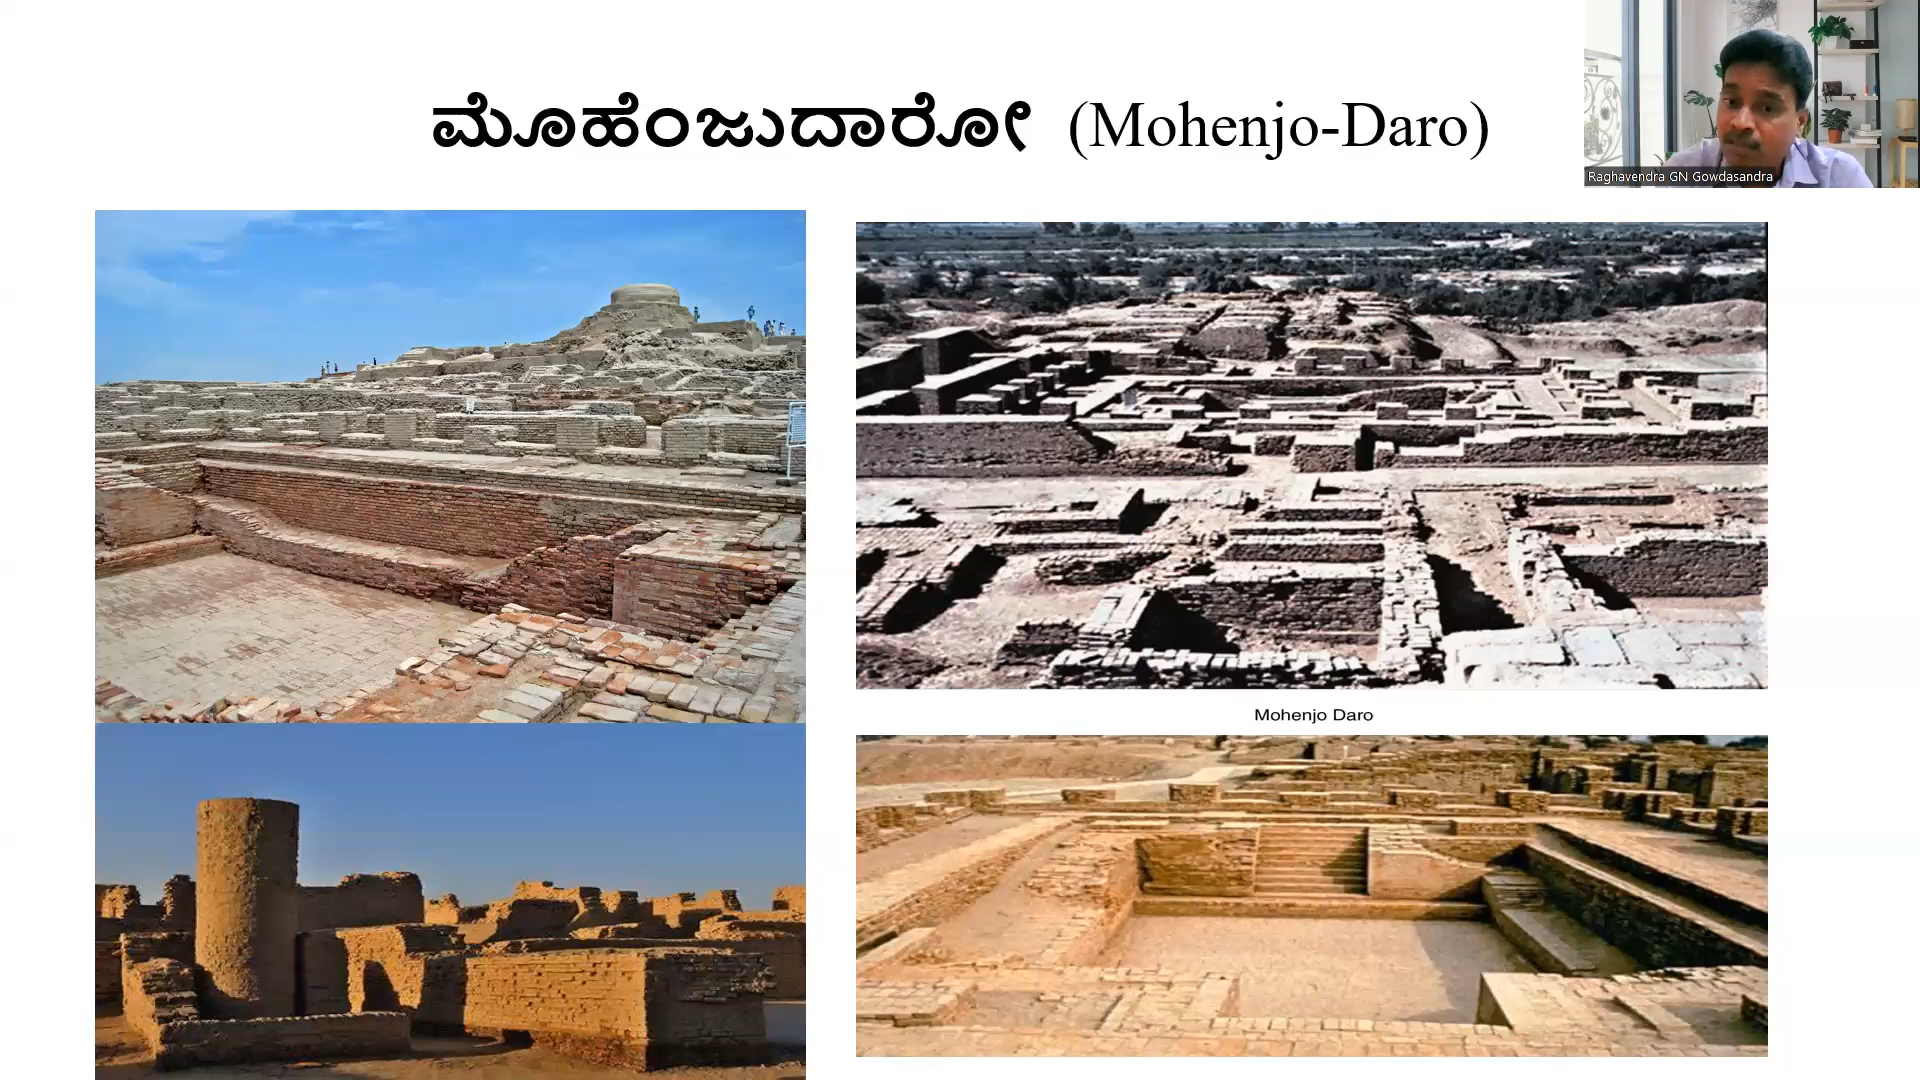 ಮೊಹೆಂಜುದಾರೋ (Mohenjo-Daro)
Raghavendra GN Gowdasandra
Mohenjo Daro